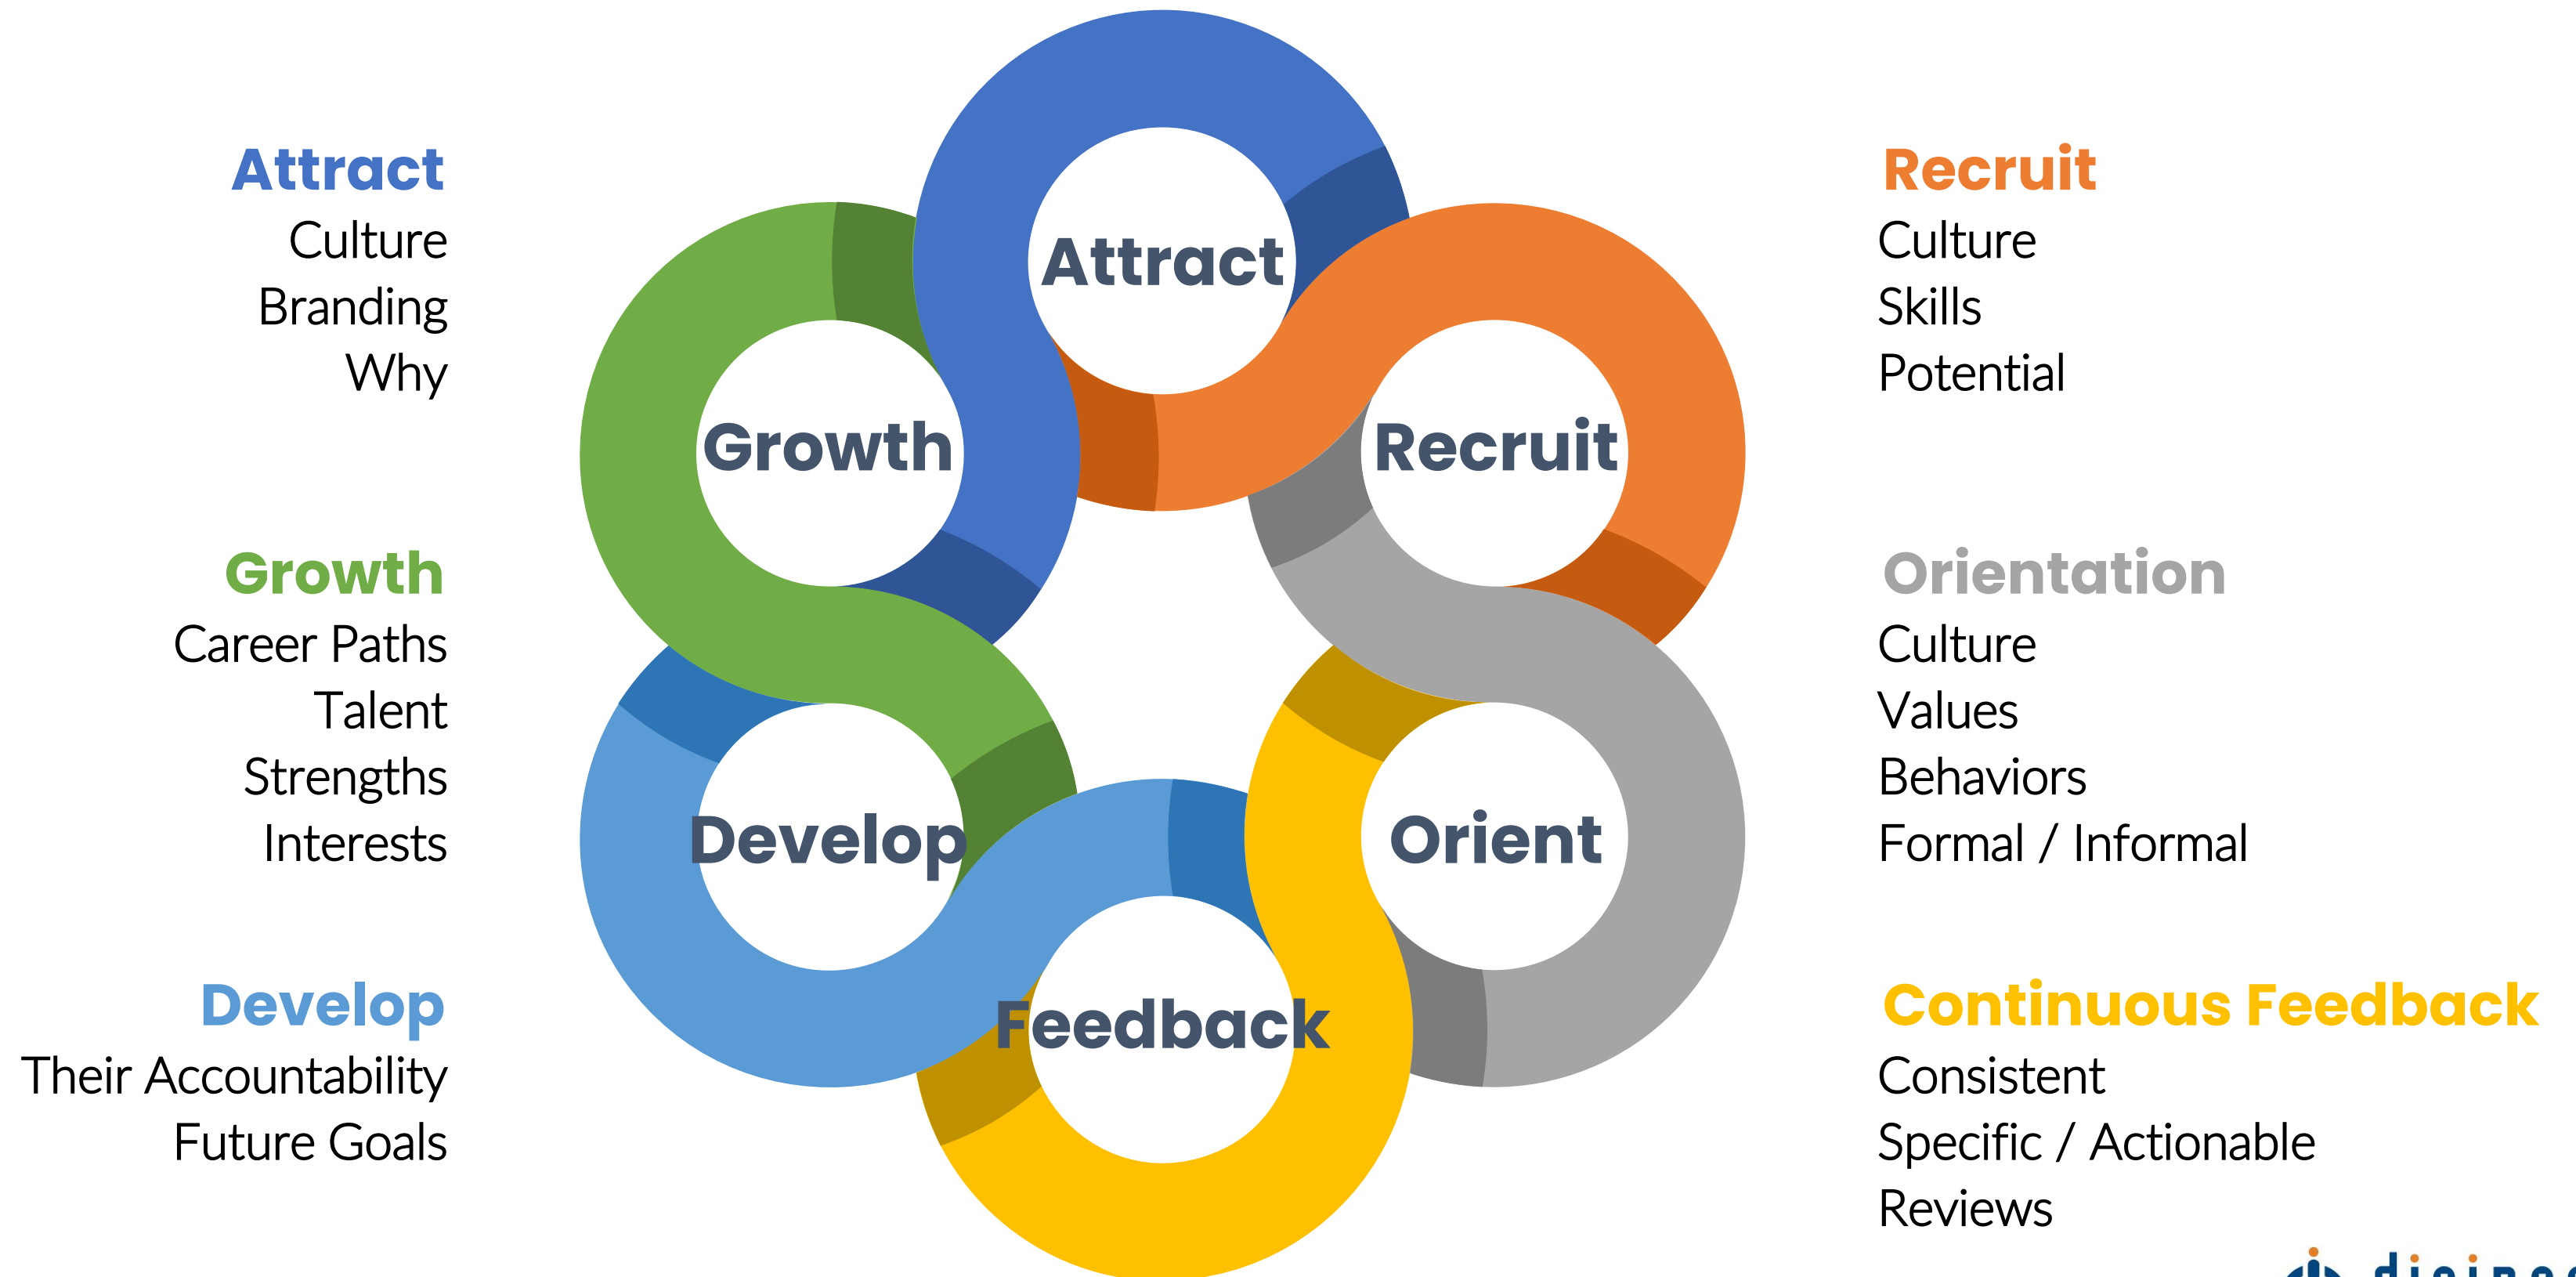 Attract
Culture
Branding
Why
Growth
Career Paths
Talent
Strengths
Interests
Develop
Their Accountability
Future Goals
Attract
Growth
Recruit
Develop
Orient
Feedback
Recruit
Culture
Skills
Potential
Orientation
Culture
Values
Behaviors
Formal / Informal
Continuous Feedback
Consistent
Specific / Actionable
Reviews